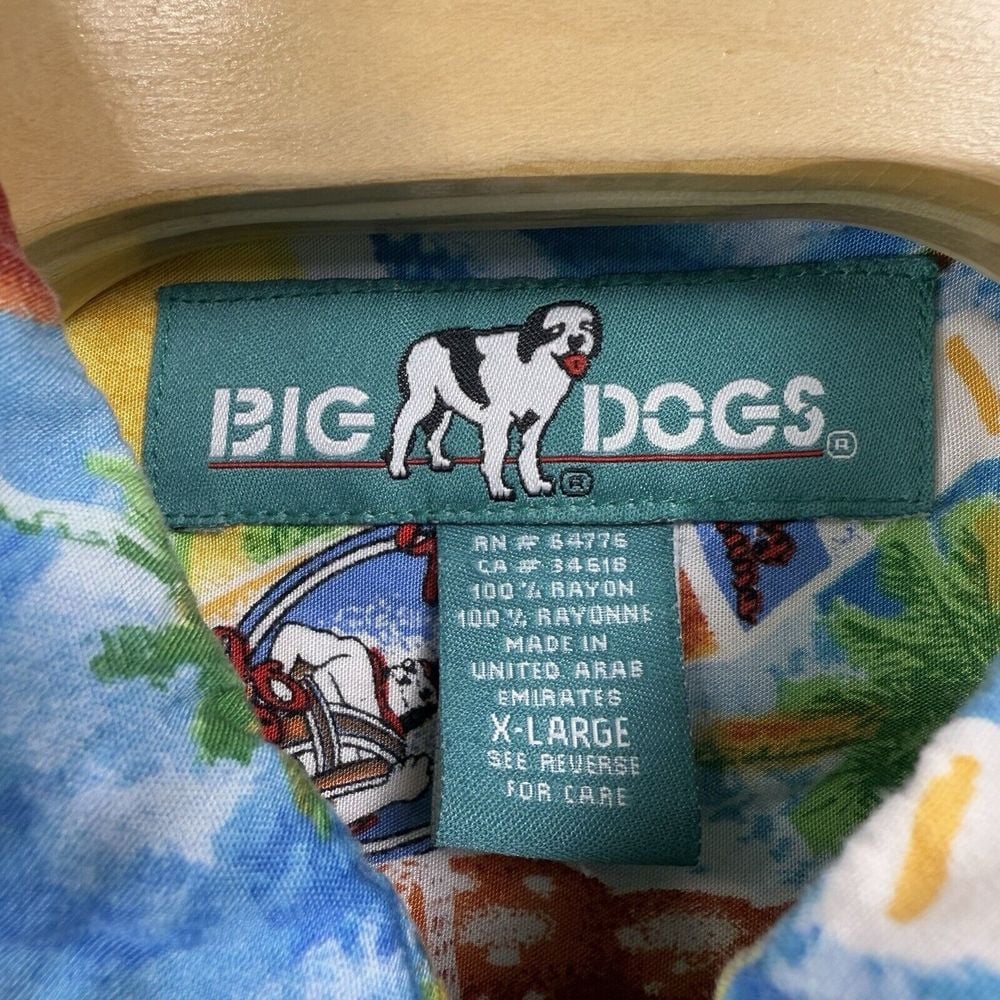 BIG DOGS®
®
RN # 64776
CA # 34618
100 % RAYON
100 % RAYONNE
MADE IN
UNITED ARAB
EMIRATES
X-LARGE
SEE REVERSE
FOR CARE